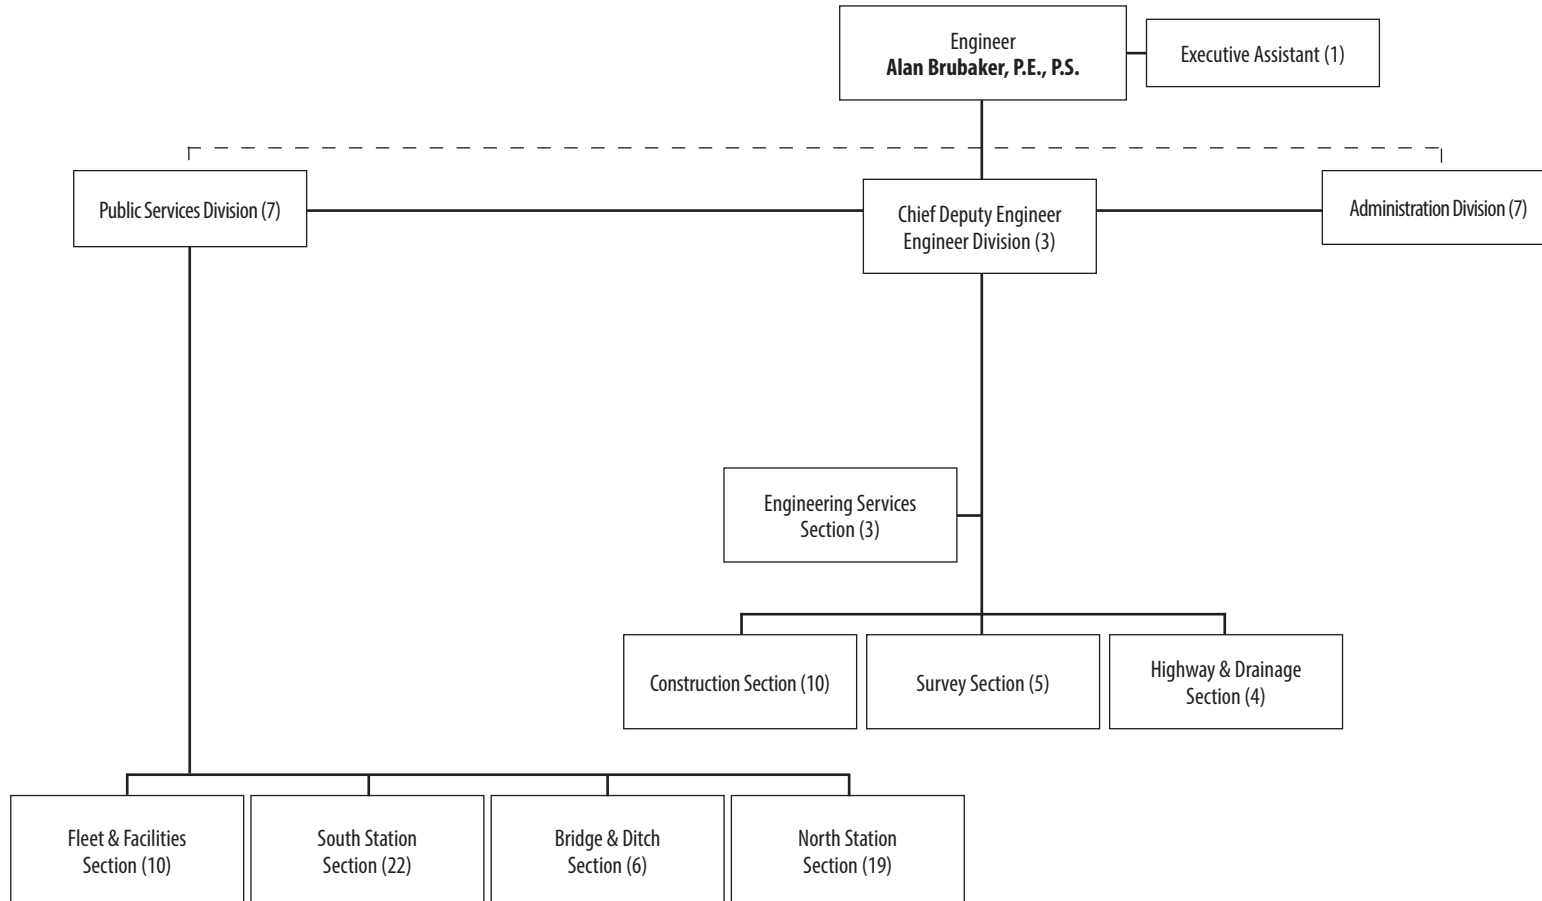 Engineer
Alan Brubaker, P.E., P.S.
Executive Assistant (1)
Public Services Division (7)
Chief Deputy Engineer
Engineer Division (3)
Administration Division (7)
Engineering Services
Section (3)
Construction Section (10)
Survey Section (5)
Highway & Drainage
Section (4)
Fleet & Facilities
Section (10)
South Station
Section (22)
Bridge & Ditch
Section (6)
North Station
Section (19)